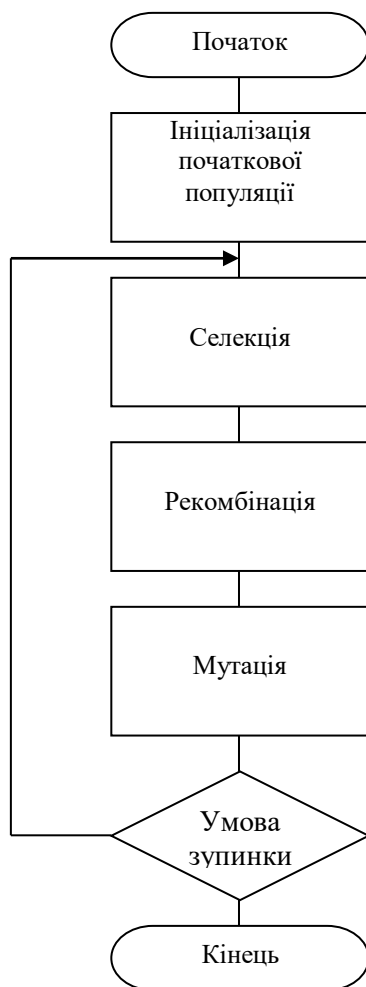 Початок
Ініціалізація
початкової
популяції
Селекція
Рекомбінація
Мутація
Умова
зупинки
Кінець